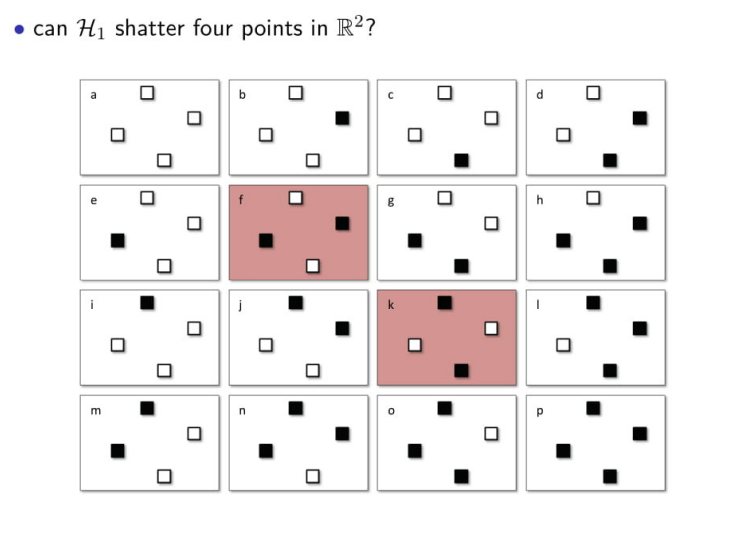 • can H₁ shatter four points in ℝ²?
a b c d
e f g h
i j k l
m n o p